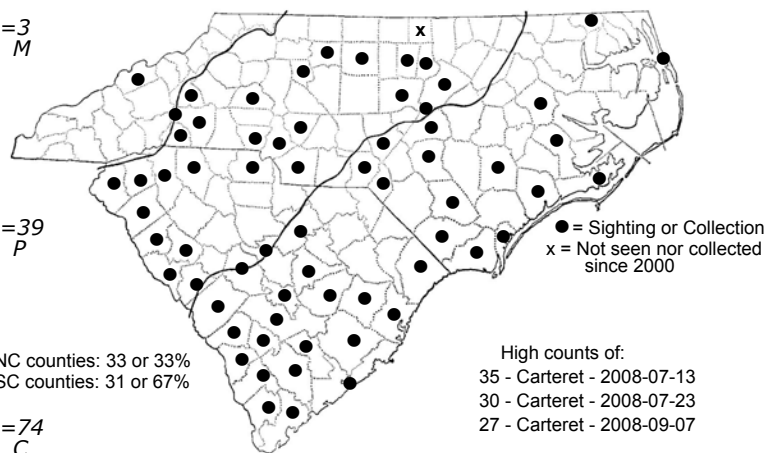 =3
M
x
=39
P
● = Sighting or Collection
x = Not seen nor collected
since 2000
NC counties: 33 or 33%
SC counties: 31 or 67%
High counts of:
35 - Carteret - 2008-07-13
30 - Carteret - 2008-07-23
27 - Carteret - 2008-09-07
=74
C